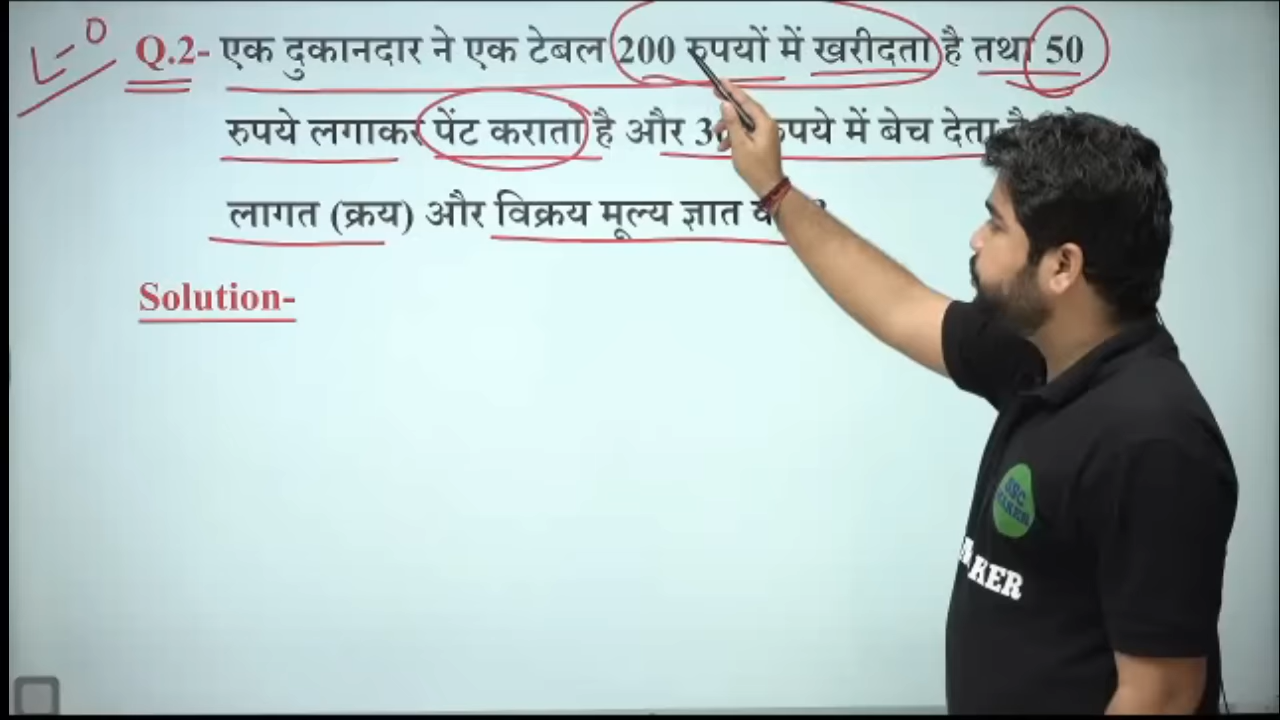 L-0
Q.2- एक दुकानदार ने एक टेबल 200 रुपयों में खरीदता है तथा 50
रुपये लगाकर पेंट कराता है और रुपये में बेच देता
लागत (क्रय) और विक्रय मूल्य ज्ञात
Solution-
SSC
MAKER
KER